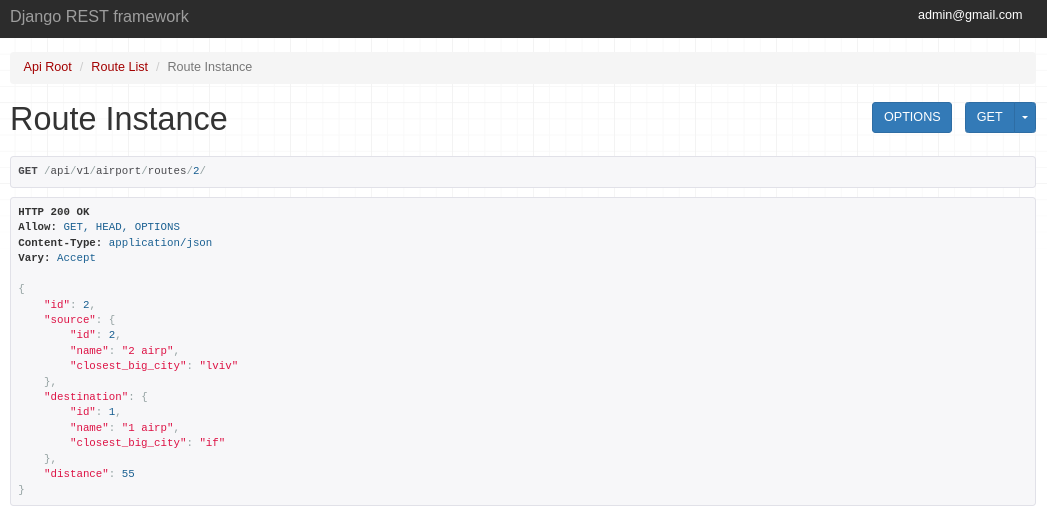 Django REST framework admin@gmail.com
Api Root / Route List / Route Instance
Route Instance OPTIONS GET
GET /api/v1/airport/routes/2/
HTTP 200 OK
Allow: GET, HEAD, OPTIONS
Content-Type: application/json
Vary: Accept
{
    "id": 2,
    "source": {
        "id": 2,
        "name": "2 airp",
        "closest_big_city": "lviv"
    },
    "destination": {
        "id": 1,
        "name": "1 airp",
        "closest_big_city": "if"
    },
    "distance": 55
}